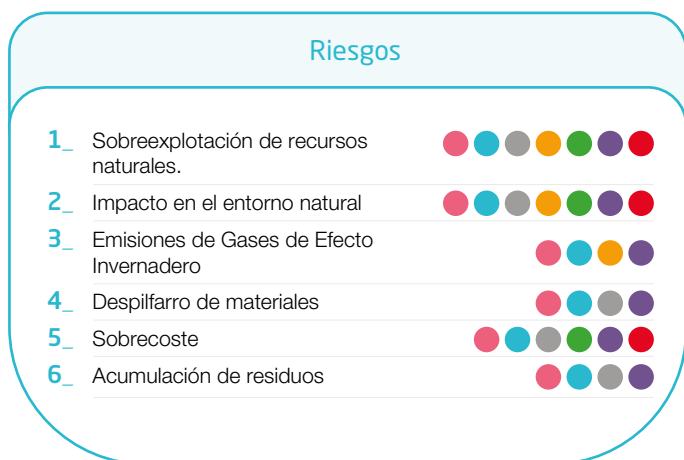 Riesgos
1_ Sobreexplotación de recursos
naturales.
2_ Impacto en el entorno natural
3_ Emisiones de Gases de Efecto
Invernadero
4_ Despilfarro de materiales
5_ Sobrecoste
6_ Acumulación de residuos